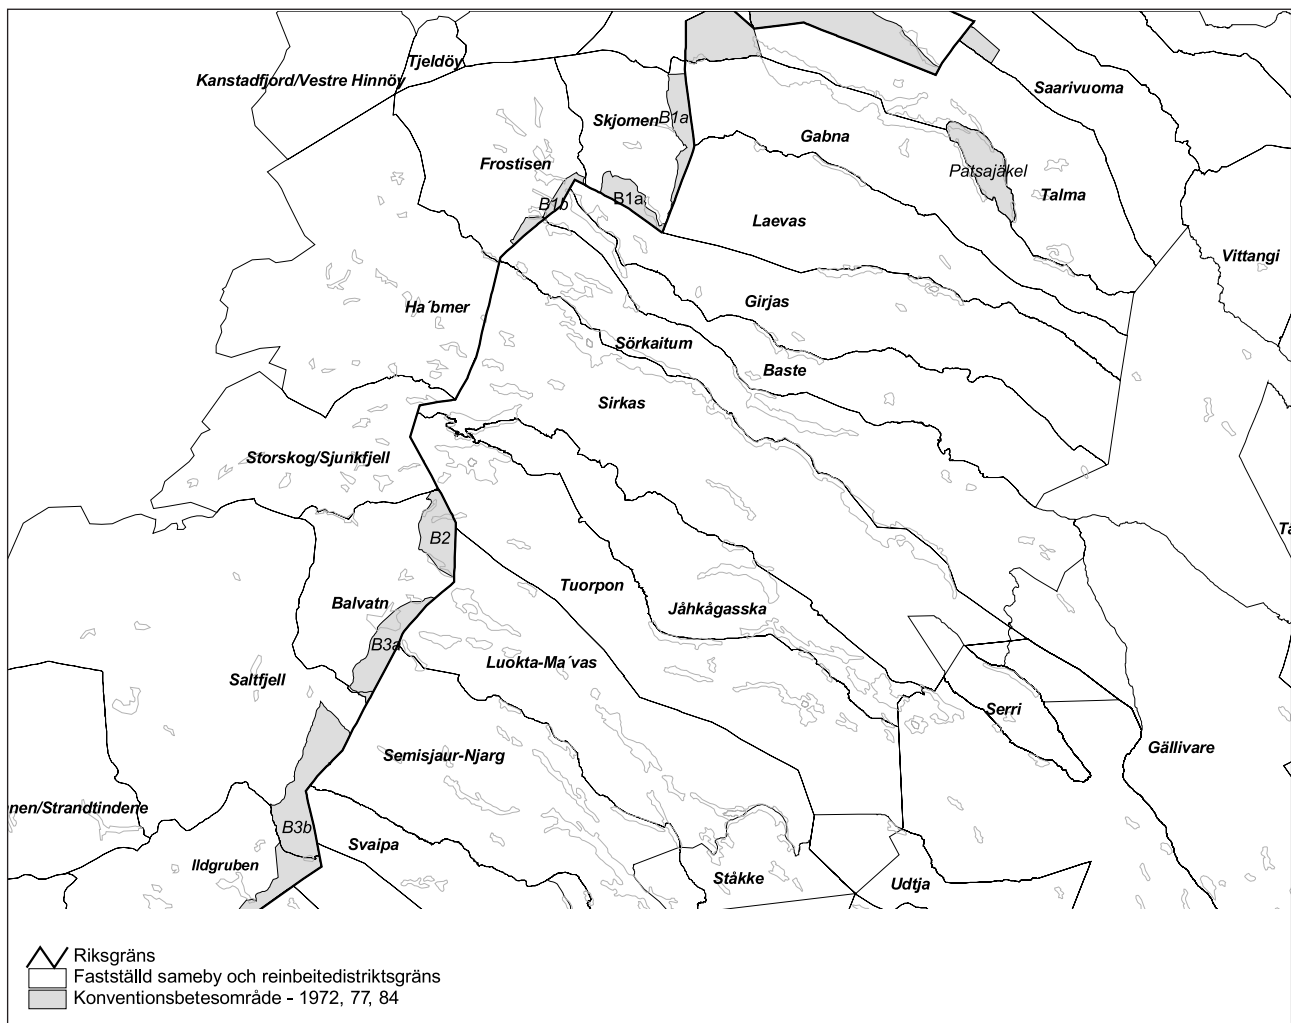 Tjeldöy
Kanstadfjord/Vestre Hinnöy
Saarivuoma
Skjomen
B1a
Gabna
Frostisen
Patsajäkel
B1a
B1b
Talma
Laevas
Vittangi
Ha´bmer
Girjas
Sörkaitum
Baste
Sirkas
Storskog/Sjunkfjell
B2
Ta
Tuorpon
Balvatn
Jåhkågasska
B3a
Luokta-Ma´vas
Saltfjell
Serri
Semisjaur-Njarg
Gällivare
nen/Strandtindene
B3b
Svaipa
Ildgruben
Ståkke
Udtja
Riksgräns
Fastställd sameby och reinbeitedistriktsgräns
Konventionsbetesområde - 1972, 77, 84